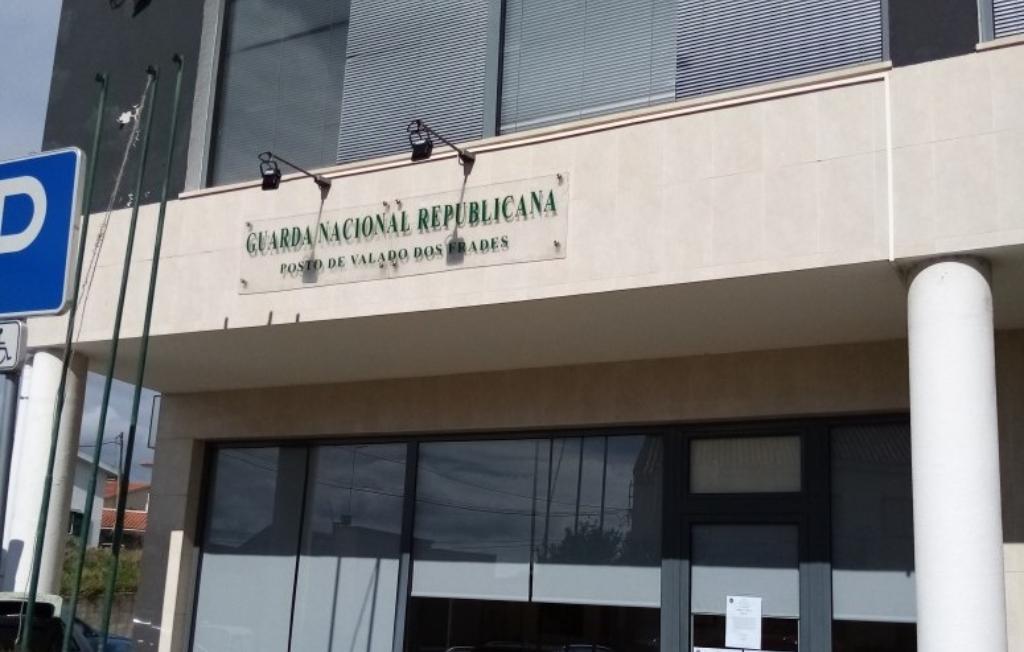 GUARDA NACIONAL REPUBLICANA
POSTO DE VALADO DOS FRADES